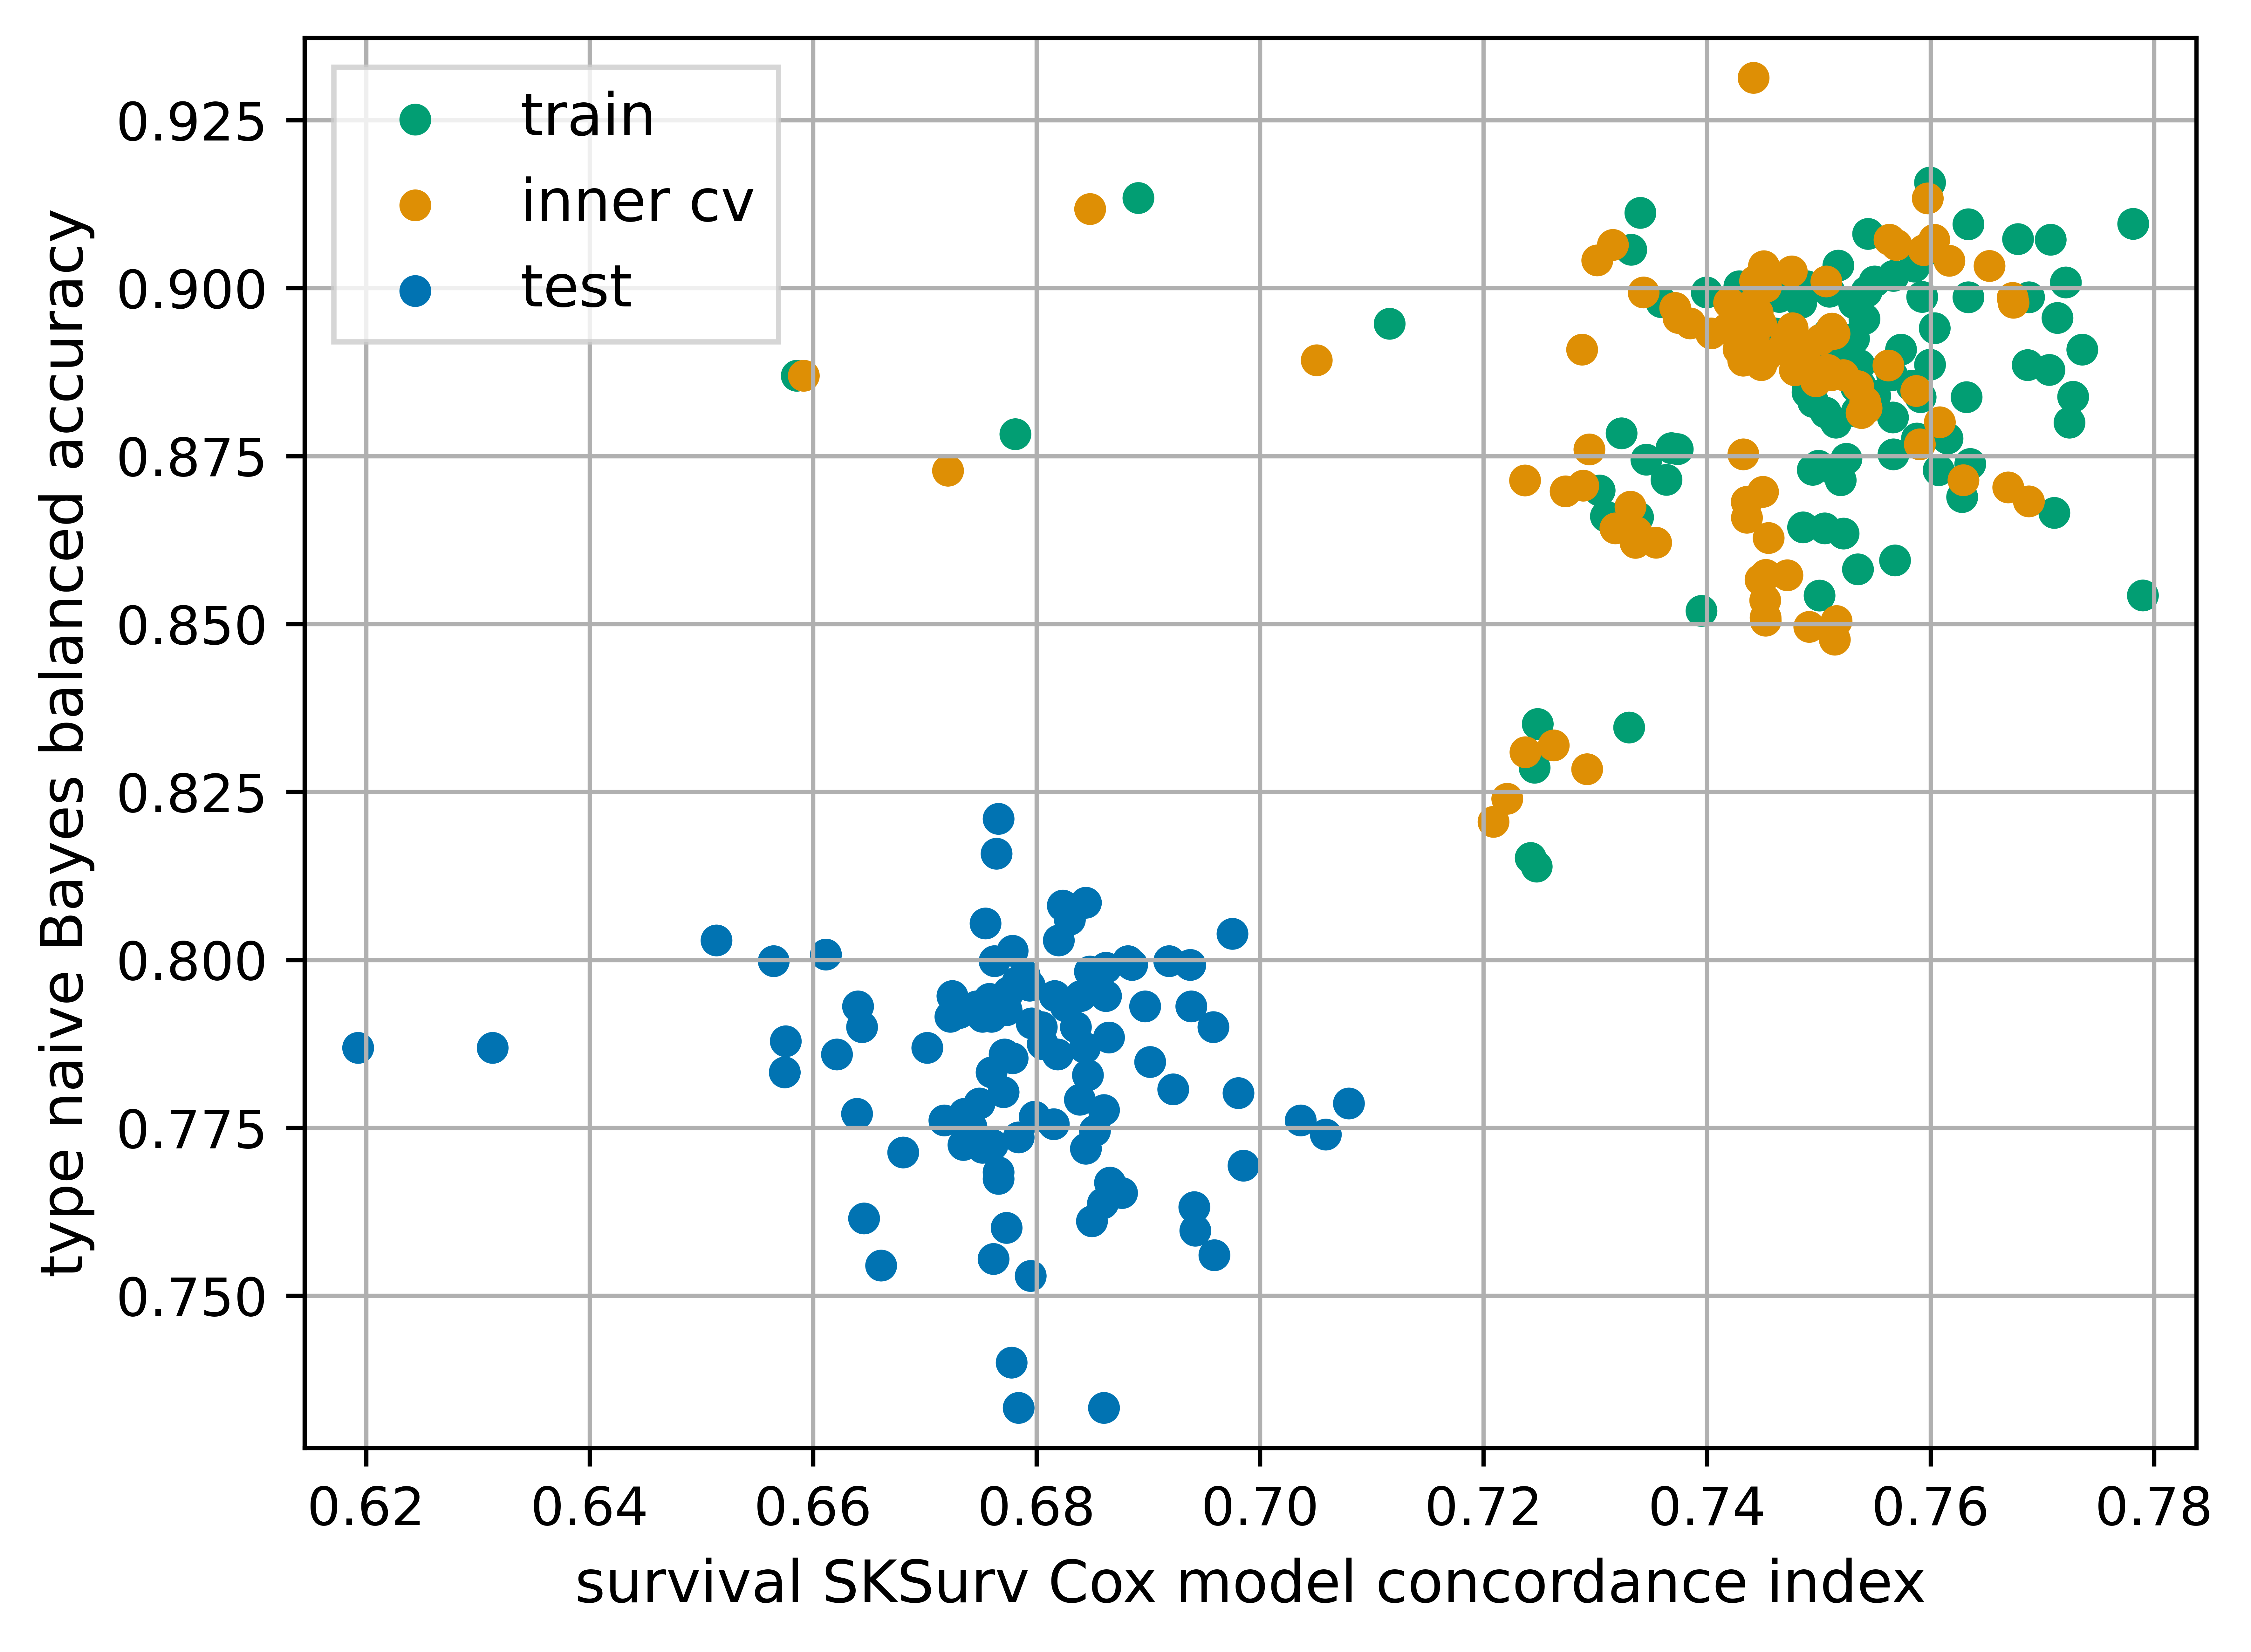 train
inner cv
test
type naive Bayes balanced accuracy
0.925
0.900
0.875
0.850
0.825
0.800
0.775
0.750
0.62 0.64 0.66 0.68 0.70 0.72 0.74 0.76 0.78
survival SKSurv Cox model concordance index